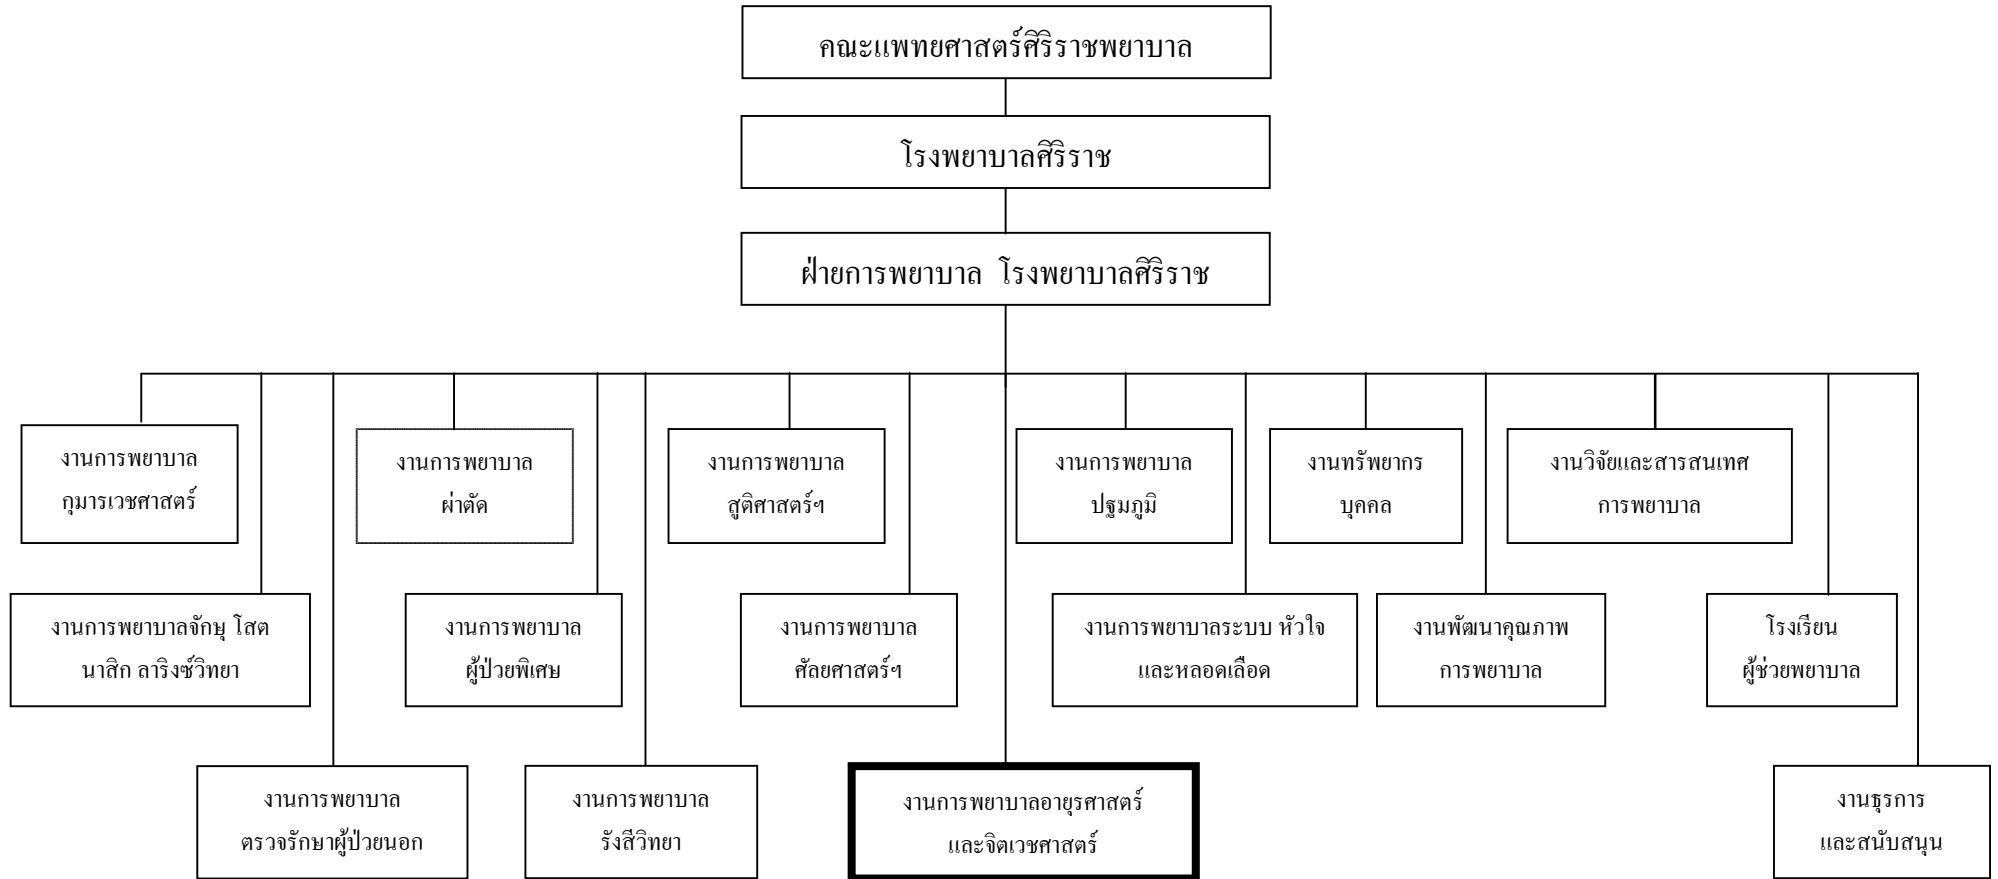 คณะแพทยศาสตร์ศิริราชพยาบาล
โรงพยาบาลศิริราช
ฝ่ายการพยาบาล โรงพยาบาลศิริราช
งานการพยาบาล
กุมารเวชศาสตร์
งานการพยาบาล
ผ่าตัด
งานการพยาบาล
สูติศาสตร์ฯ
งานการพยาบาล
ปฐมภูมิ
งานทรัพยากร
บุคคล
งานวิจัยและสารสนเทศ
การพยาบาล
งานการพยาบาลจักษุ โสต
นาสิก ลาริงซ์วิทยา
งานการพยาบาล
ผู้ป่วยพิเศษ
งานการพยาบาล
ศัลยศาสตร์ฯ
งานการพยาบาลระบบ หัวใจ
และหลอดเลือด
งานพัฒนาคุณภาพ
การพยาบาล
โรงเรียน
ผู้ช่วยพยาบาล
งานการพยาบาล
ตรวจรักษาผู้ป่วยนอก
งานการพยาบาล
รังสีวิทยา
งานการพยาบาลอายุรศาสตร์
และจิตเวชศาสตร์
งานธุรการ
และสนับสนุน